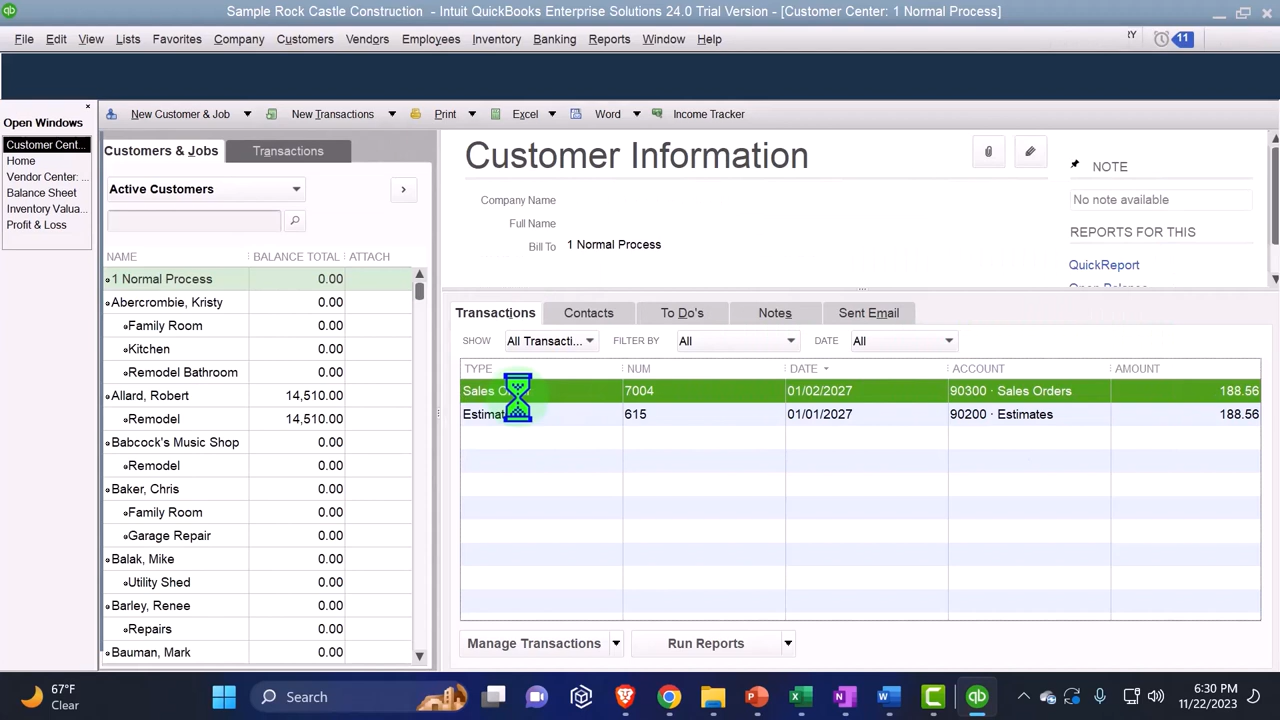 Sample Rock Castle Construction - Intuit QuickBooks Enterprise Solutions 24.0 Trial Version - [Customer Center: 1 Normal Process]
File Edit View Lists Favorites Company Customers Vendors Employees Inventory Banking Reports Window Help
11
New Customer & Job New Transactions Print Excel Word Income Tracker
Open Windows
Customer Cent...
Home
Vendor Center: ...
Balance Sheet
Inventory Valua...
Profit & Loss
Customers & Jobs Transactions
Active Customers
NAME BALANCE TOTAL ATTACH
1 Normal Process 0.00
Abercrombie, Kristy 0.00
Family Room 0.00
Kitchen 0.00
Remodel Bathroom 0.00
Allard, Robert 14,510.00
Remodel 14,510.00
Babcock's Music Shop 0.00
Remodel 0.00
Baker, Chris 0.00
Family Room 0.00
Garage Repair 0.00
Balak, Mike 0.00
Utility Shed 0.00
Barley, Renee 0.00
Repairs 0.00
Bauman, Mark 0.00
Customer Information
Company Name
Full Name
Bill To 1 Normal Process
NOTE
No note available
REPORTS FOR THIS
QuickReport
Open Balance
Transactions Contacts To Do's Notes Sent Email
SHOW All Transacti... FILTER BY All DATE All
TYPE NUM DATE ACCOUNT AMOUNT
Sales 7004 01/02/2027 90300 · Sales Orders 188.56
615 01/01/2027 90200 · Estimates 188.56
Manage Transactions Run Reports
67°F
Clear
Search
6:30 PM
11/22/2023